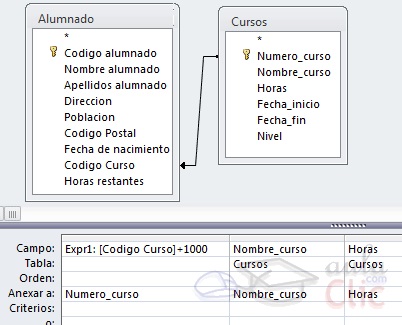 Alumnado
*
Codigo alumnado
Nombre alumnado
Apellidos alumnado
Direccion
Poblacion
Codigo Postal
Fecha de nacimiento
Codigo Curso
Horas restantes
Cursos
*
Numero_curso
Nombre_curso
Horas
Fecha_inicio
Fecha_fin
Nivel
Campo: Expr1: [Codigo Curso]+1000 Nombre_curso Horas
Tabla: Cursos Cursos
Orden:
Anexar a: Numero_curso Nombre_curso Horas
Criterios:
o:
aula
Clic